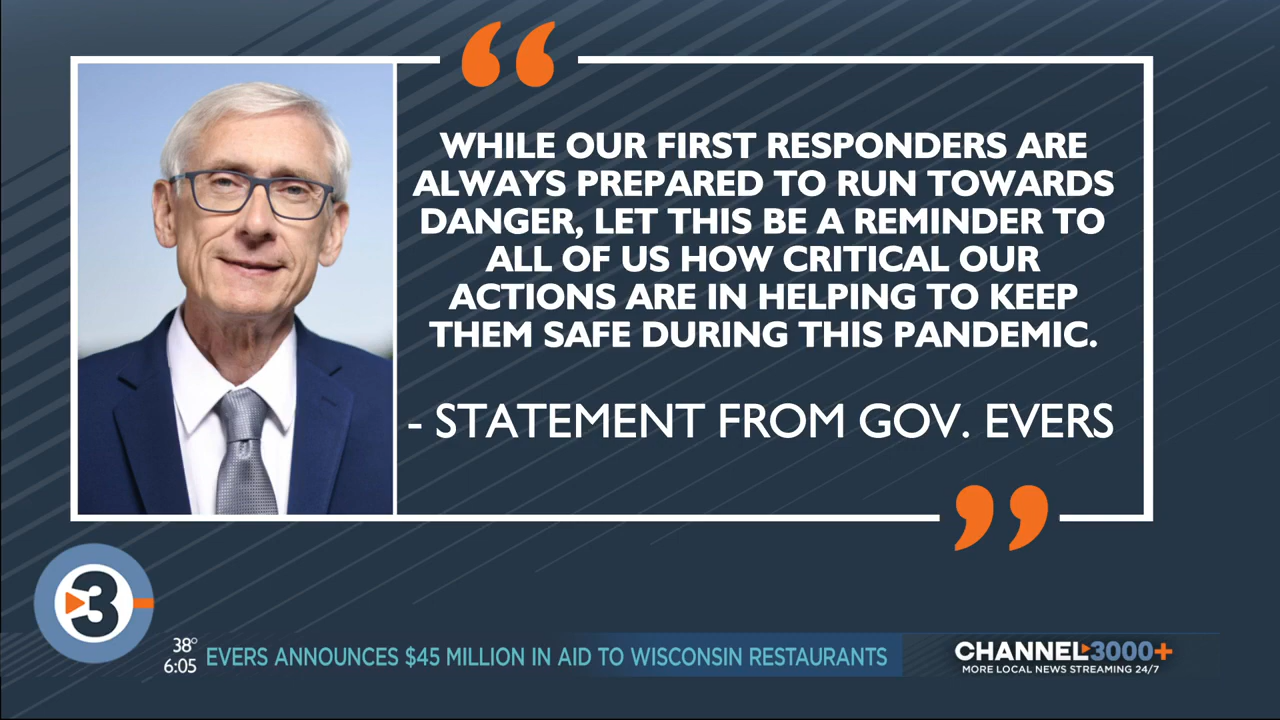 WHILE OUR FIRST RESPONDERS ARE
ALWAYS PREPARED TO RUN TOWARDS
DANGER, LET THIS BE A REMINDER TO
ALL OF US HOW CRITICAL OUR
ACTIONS ARE IN HELPING TO KEEP
THEM SAFE DURING THIS PANDEMIC.
- STATEMENT FROM GOV. EVERS
3
38°
6:05
EVERS ANNOUNCES $45 MILLION IN AID TO WISCONSIN RESTAURANTS
CHANNEL3000+
MORE LOCAL NEWS STREAMING 24/7